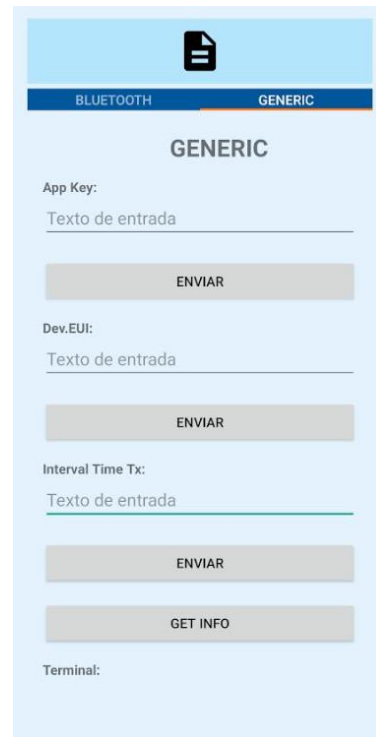 BLUETOOTH GENERIC
GENERIC
App Key:
Texto de entrada
ENVIAR
Dev.EUI:
Texto de entrada
ENVIAR
Interval Time Tx:
Texto de entrada
ENVIAR
GET INFO
Terminal: